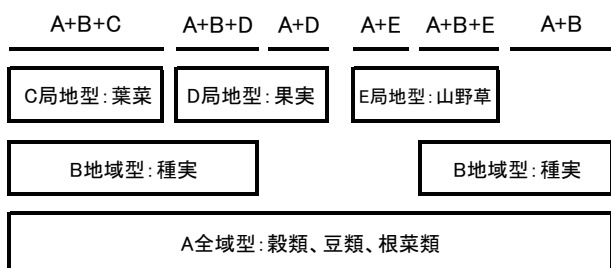 A+B+C A+B+D A+D A+E A+B+E A+B
C局地型：葉菜 D局地型：果実 E局地型：山野草
B地域型：種実 B地域型：種実
A全域型：穀類、豆類、根菜類